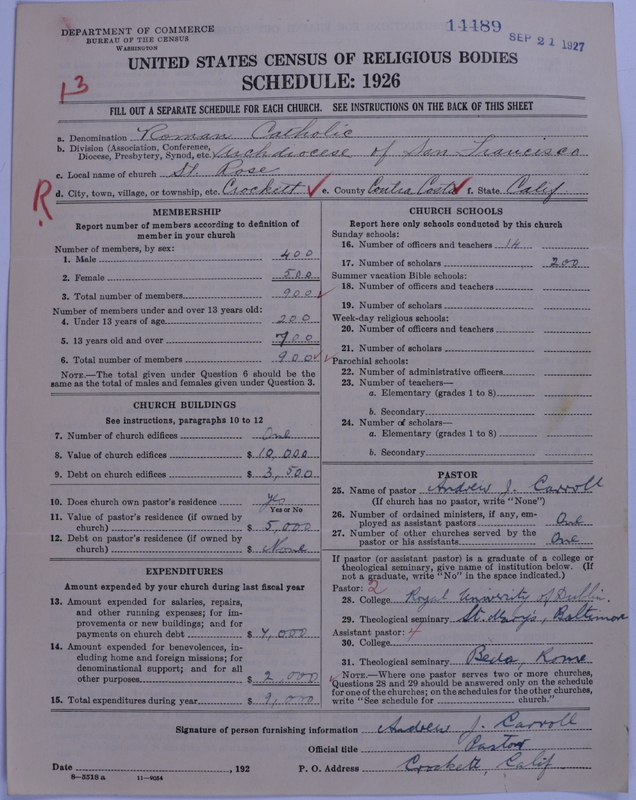 14489
SEP 21 1927
DEPARTMENT OF COMMERCE
BUREAU OF THE CENSUS
WASHINGTON
UNITED STATES CENSUS OF RELIGIOUS BODIES
SCHEDULE: 1926
13
FILL OUT A SEPARATE SCHEDULE FOR EACH CHURCH. SEE INSTRUCTIONS ON THE BACK OF THIS SHEET
a. Denomination Roman Catholic
b. Division (Association, Conference, Diocese, Presbytery, Synod, etc. Archdiocese of San Francisco
c. Local name of church St. Rose
R
d. City, town, village, or township, etc. Crockett e. County Contra Costa f. State Calif
MEMBERSHIP
Report number of members according to definition of
member in your church
Number of members, by sex:
1. Male 400
2. Female 500
3. Total number of members 900
Number of members under and over 13 years old:
4. Under 13 years of age 200
5. 13 years old and over 700
6. Total number of members 900
NOTE.—The total given under Question 6 should be
same as the total of males and females given under Question 3.
CHURCH BUILDINGS
See instructions, paragraphs 10 to 12
7. Number of church edifices One
8. Value of church edifices $ 10,000
9. Debt on church edifices $ 3,500
10. Does church own pastor's residence Yes
Yes or No
11. Value of pastor's residence (if owned by
church) $ 5,000
12. Debt on pastor's residence (if owned by
church) $ None
EXPENDITURES
Amount expended by your church during last fiscal year
13. Amount expended for salaries, repairs,
and other running expenses; for im-
provements or new buildings; and for
payments on church debt $ 7,000
14. Amount expended for benevolences, in-
cluding home and foreign missions; for
denominational support; and for all
other purposes $ 2,000
15. Total expenditures during year $ 9,000
CHURCH SCHOOLS
Report here only schools conducted by this church
Sunday schools:
16. Number of officers and teachers 14
17. Number of scholars 200
Summer vacation Bible schools:
18. Number of officers and teachers
19. Number of scholars
Week-day religious schools:
20. Number of officers and teachers
21. Number of scholars
Parochial schools:
22. Number of administrative officers
23. Number of teachers—
a. Elementary (grades 1 to 8)
b. Secondary
24. Number of scholars—
a. Elementary (grades 1 to 8)
b. Secondary
PASTOR
25. Name of pastor Andrew J. Carroll
(If church has no pastor, write "None")
26. Number of ordained ministers, if any, em-
ployed as assistant pastors One
27. Number of other churches served by the
pastor or his assistants One
If pastor (or assistant pastor) is a graduate of a college or
theological seminary, give name of institution below. (If
not a graduate, write "No" in the space indicated.)
Pastor: 2
28. College Royal University of Dublin
29. Theological seminary St. Mary's, Baltimore
Assistant pastor: 4
30. College
31. Theological seminary Beda, Rome
NOTE.—Where one pastor serves two or more churches,
Questions 28 and 29 should be answered only on the schedule
for one of the churches; on the schedules for the other churches,
write "See schedule for church."
Signature of person furnishing information Andrew J. Carroll
Official title Pastor
Date , 192 P. O. Address Crockett, Calif
8—5518 a 11—9054